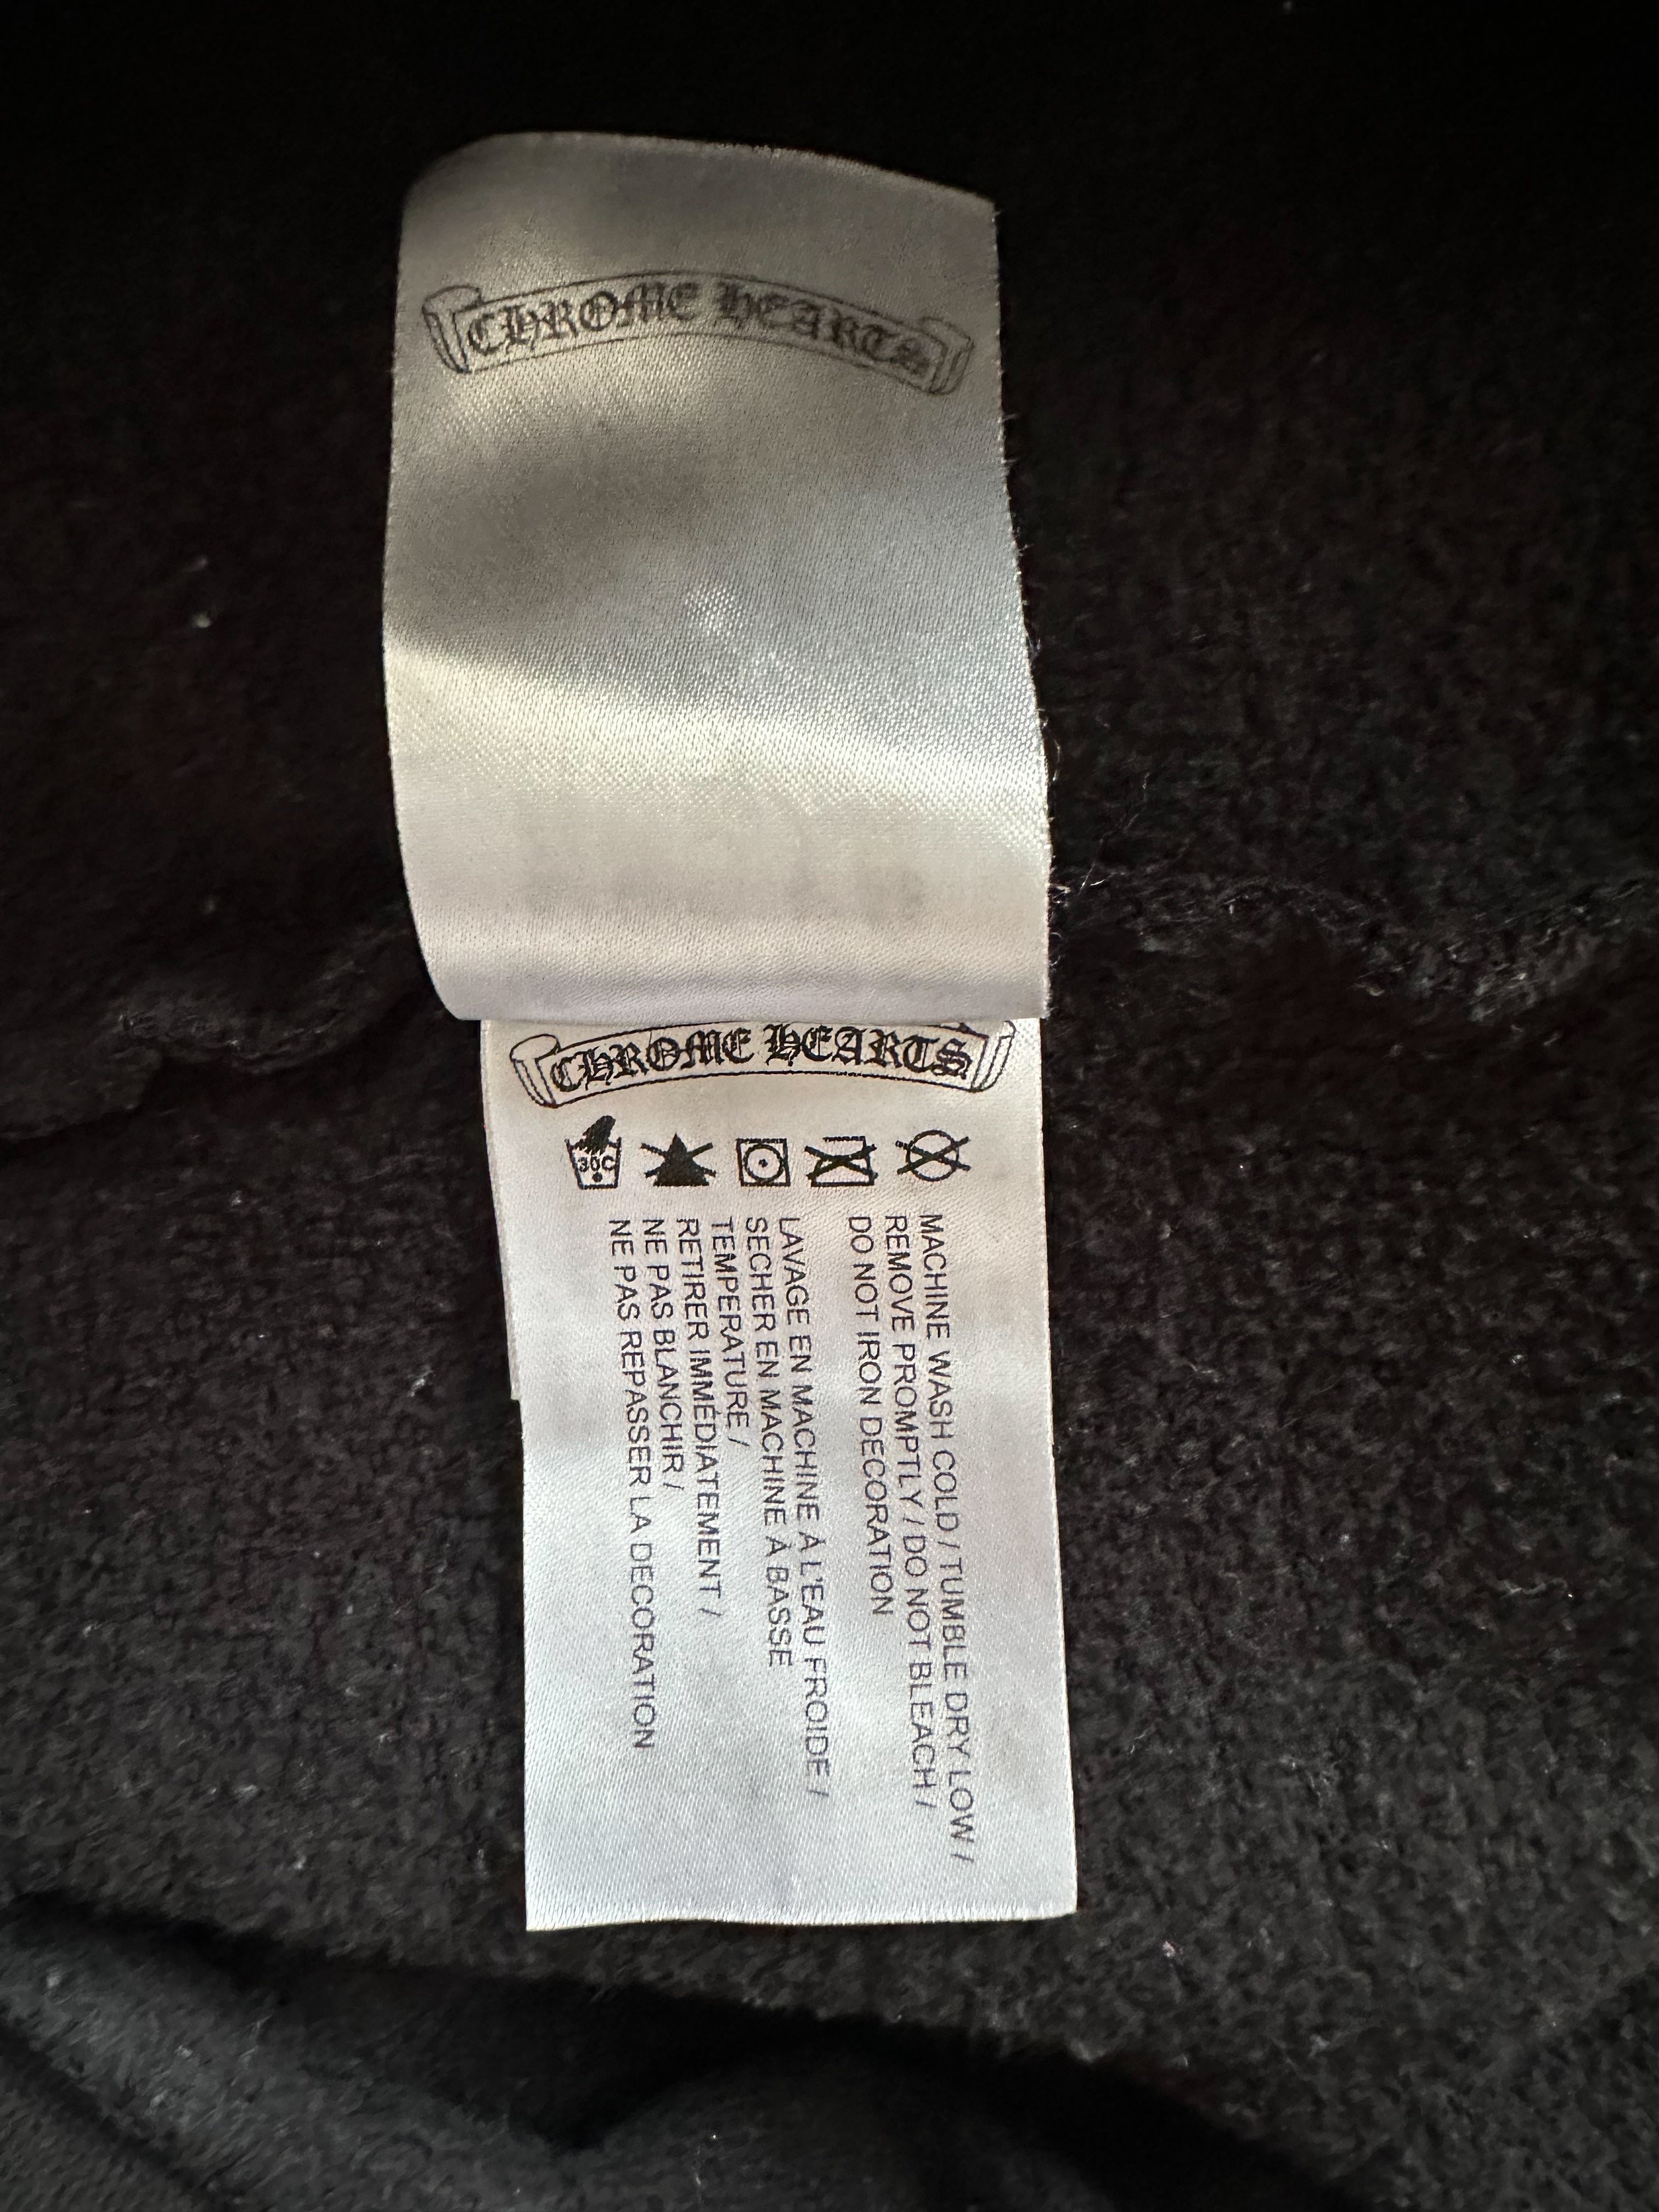 CHROME HEARTS
CHROME HEARTS
30C
MACHINE WASH COLD / TUMBLE DRY LOW /
REMOVE PROMPTLY / DO NOT BLEACH /
DO NOT IRON DECORATION
LAVAGE EN MACHINE À L'EAU FROIDE /
SECHER EN MACHINE À BASSE
TEMPERATURE /
RETIRER IMMÉDIATEMENT /
NE PAS BLANCHIR /
NE PAS REPASSER LA DECORATION